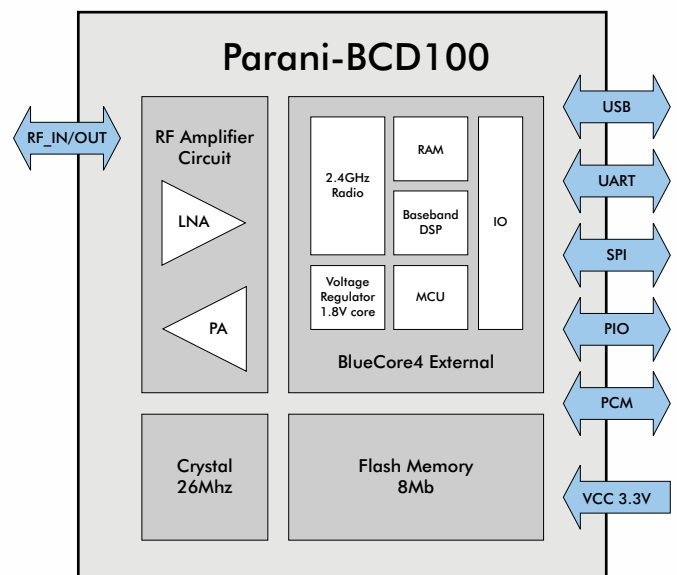 Parani-BCD100
RF_IN/OUT
RF Amplifier
Circuit
LNA
PA
2.4GHz
Radio
RAM
Baseband
DSP
IO
Voltage
Regulator
1.8V core
MCU
BlueCore4 External
Crystal
26Mhz
Flash Memory
8Mb
USB
UART
SPI
PIO
PCM
VCC 3.3V